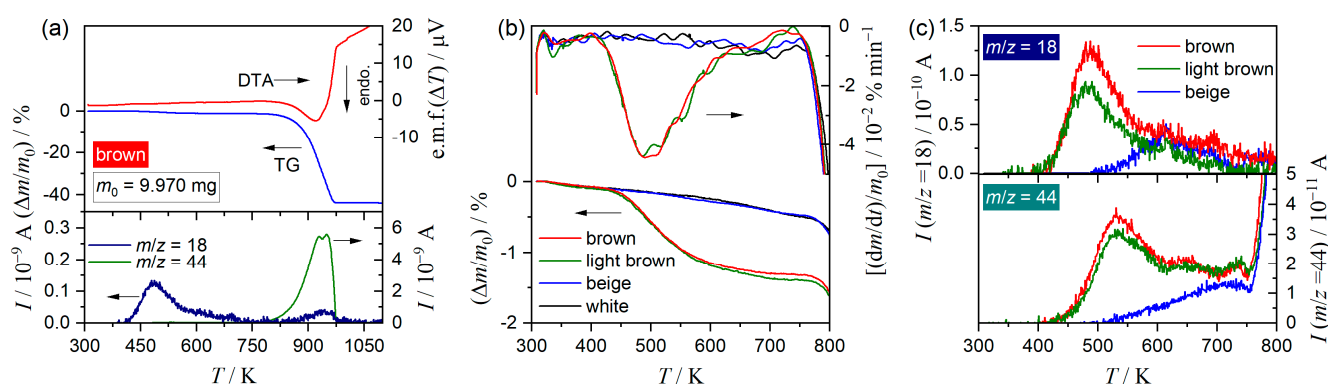 (a)
20
10
0
-5
e.m.f.(ΔT) / μV
DTA
endo.
TG
0
-20
-40
(Δm/m0) / %
brown
m0 = 9.970 mg
0.3
0.2
0.1
0.0
I / 10−9 A
m/z = 18
m/z = 44
6
4
2
0
I / 10−9 A
300 500 700 900 1100
T / K
(b)
0
-2
-4
[(dm/dt)/m0] / 10−2 % min−1
0
-1
-2
(Δm/m0) / %
brown
light brown
beige
white
300 400 500 600 700 800
T / K
(c)
1.5
1.0
0.5
0.0
I (m/z =18) / 10−10 A
m/z = 18
brown
light brown
beige
m/z = 44
5
4
3
2
1
0
I (m/z =44) / 10−11 A
300 400 500 600 700 800
T / K